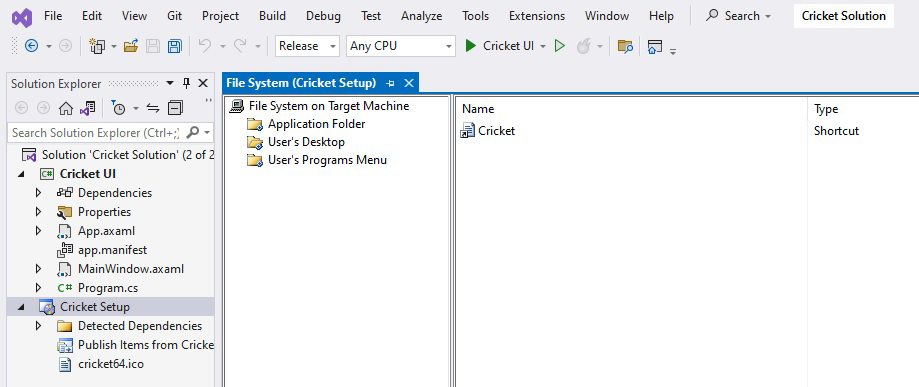 File Edit View Git Project Build Debug Test Analyze Tools Extensions Window Help Search Cricket Solution
Release Any CPU Cricket UI
Solution Explorer
Search Solution Explorer (Ctrl+;)
Solution 'Cricket Solution' (2 of 2
Cricket UI
Dependencies
Properties
App.axaml
app.manifest
MainWindow.axaml
C# Program.cs
Cricket Setup
Detected Dependencies
Publish Items from Cricke
cricket64.ico
File System (Cricket Setup)
File System on Target Machine
Application Folder
User's Desktop
User's Programs Menu
Name Type
Cricket Shortcut